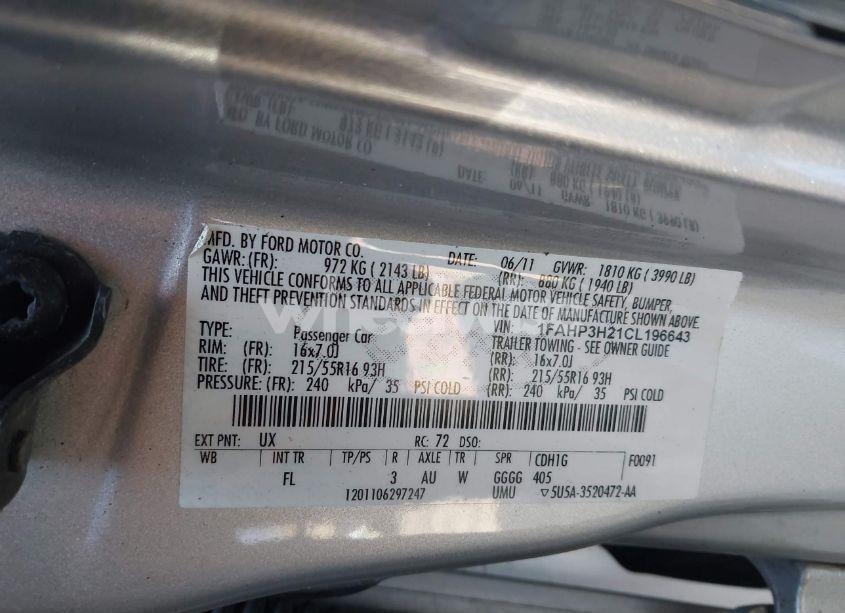 MFD. BY FORD MOTOR CO.
DATE: 06/11 GVWR: 1810 KG ( 3990 LB)
GAWR: (FR): 972 KG ( 2143 LB) (RR): 880 KG ( 1940 LB)
THIS VEHICLE CONFORMS TO ALL APPLICABLE FEDERAL MOTOR VEHICLE SAFETY, BUMPER,
AND THEFT PREVENTION STANDARDS IN EFFECT ON THE DATE OF MANUFACTURE SHOWN ABOVE.
VIN: 1FAHP3H21CL196643
TYPE: Passenger Car TRAILER TOWING - SEE OWNER GUIDE
RIM: (FR): 16x7.0J (RR): 16x7.0J
TIRE: (FR): 215/55R16 93H (RR): 215/55R16 93H
PRESSURE: (FR): 240 kPa/ 35 PSI COLD (RR): 240 kPa/ 35 PSI COLD
EXT PNT: UX RC: 72 DSO: F0091
WB INT TR TP/PS R AXLE TR SPR CDH1G
FL 3 AU W GGGG 405
1201106297247 UMU ▽5U5A-3520472-AA